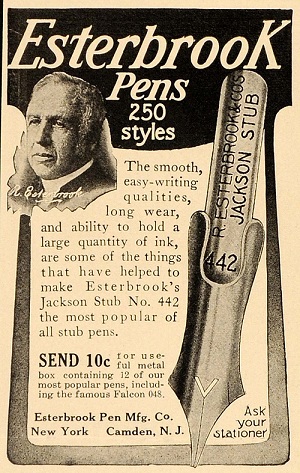 Esterbrook
Pens
250
styles
R. Esterbrook
The smooth,
easy-writing
qualities,
long wear,
and ability to hold a
large quantity of ink,
are some of the things
that have helped to
make Esterbrook's
Jackson Stub No. 442
the most popular of
all stub pens.
R. ESTERBROOK & CO'S
JACKSON STUB
442
SEND 10c for use-
ful metal
box containing 12 of our
most popular pens, includ-
ing the famous Falcon 048.
Esterbrook Pen Mfg. Co.
New York Camden, N. J.
Ask
your
stationer